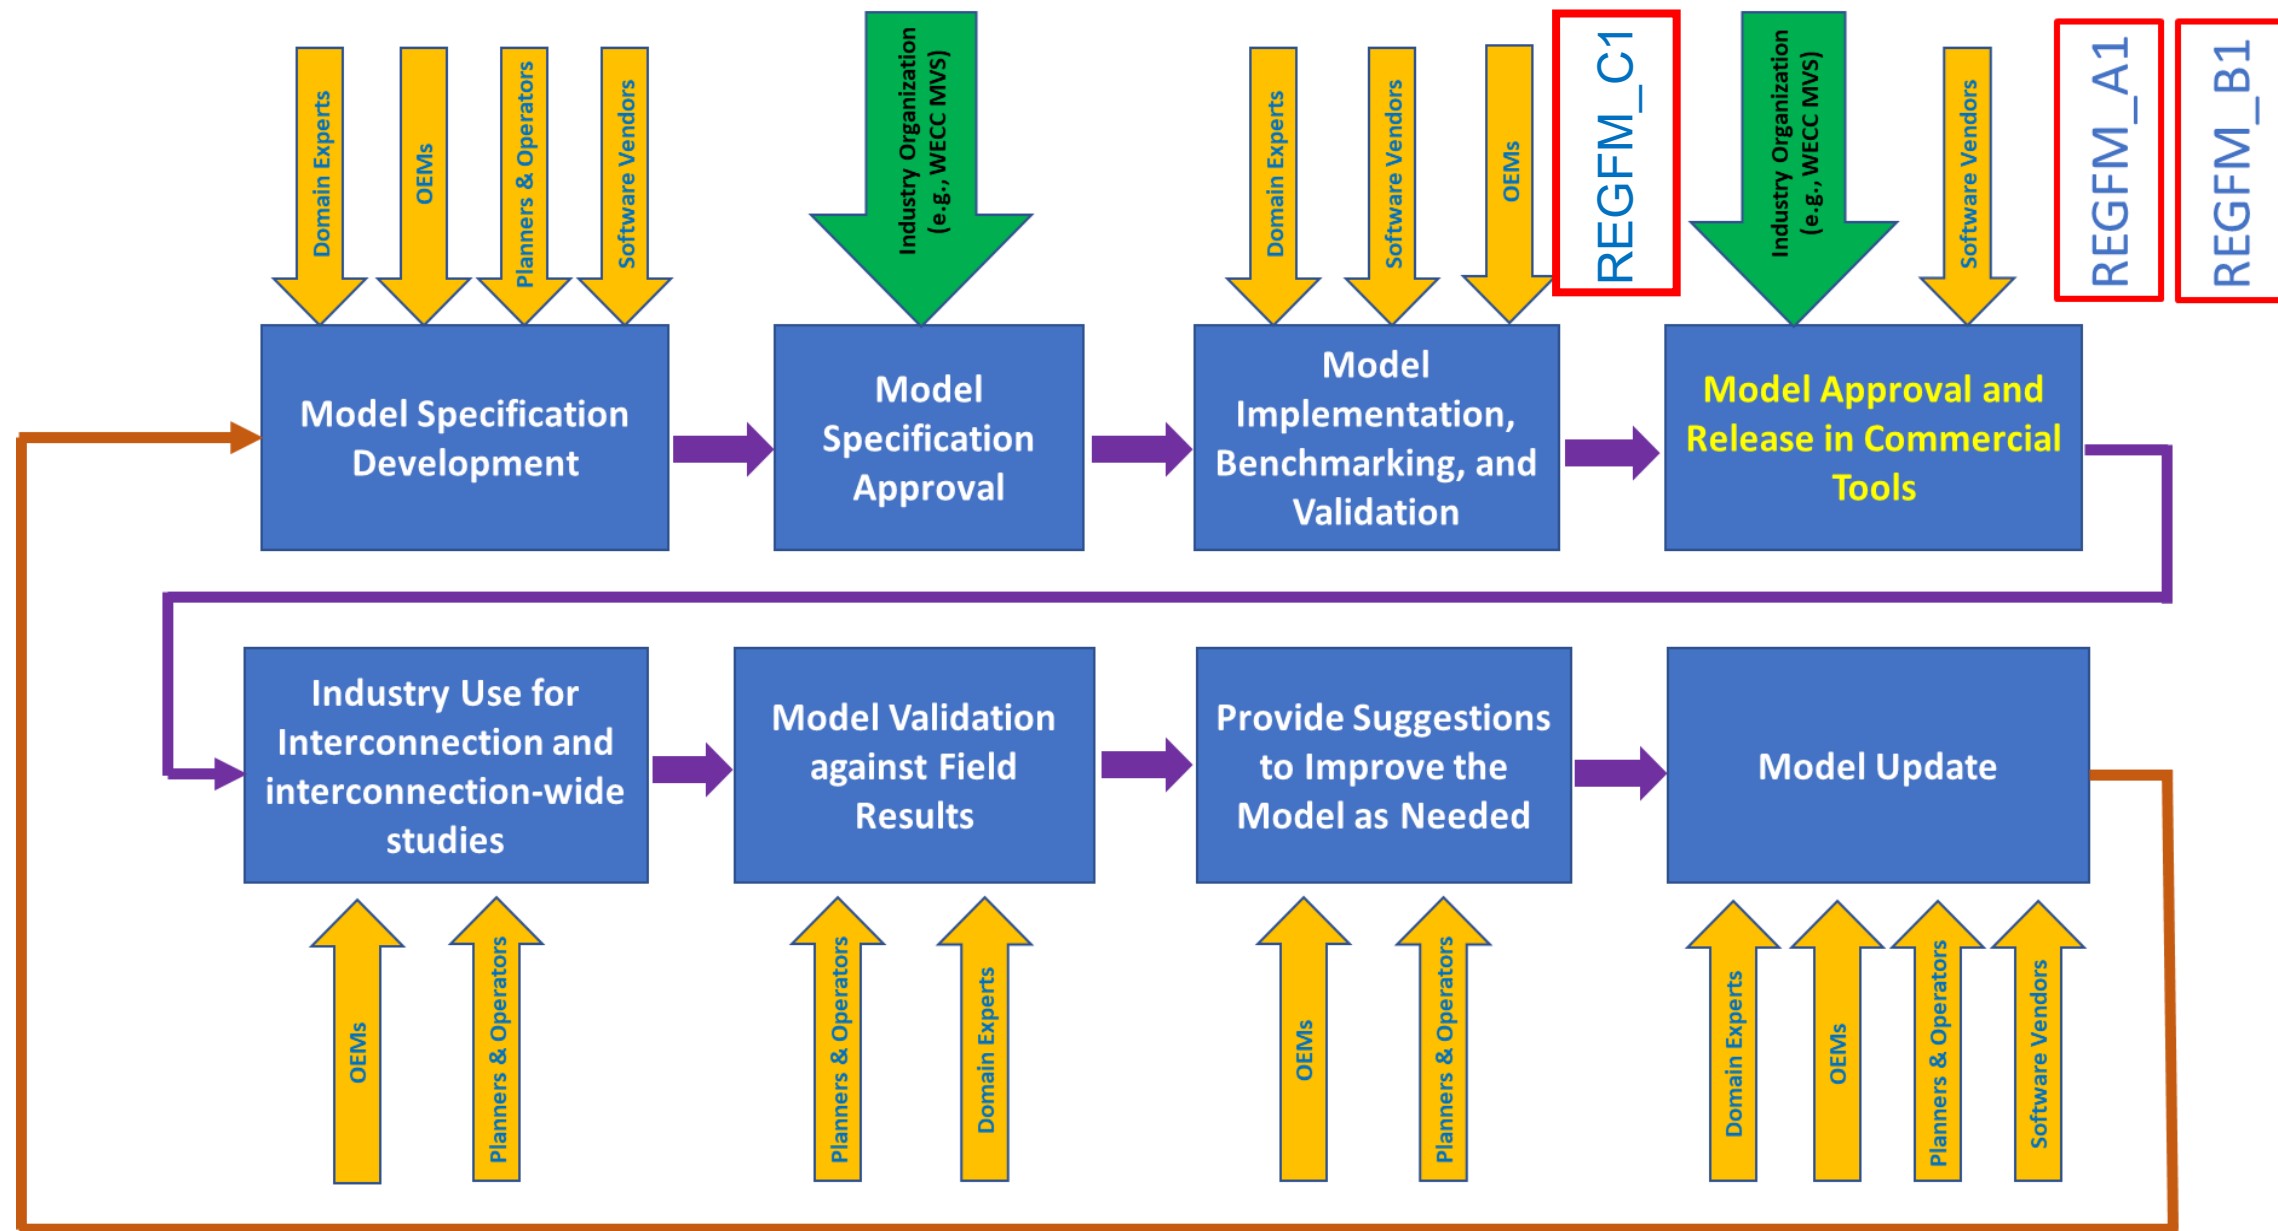 Domain Experts
OEMs
Planners & Operators
Software Vendors
Industry Organization
(e.g., WECC MVS)
Domain Experts
Software Vendors
OEMs
REGFM_C1
Industry Organization
(e.g., WECC MVS)
Software Vendors
REGFM_A1
REGFM_B1
Model Specification
Development
Model
Specification
Approval
Model
Implementation,
Benchmarking, and
Validation
Model Approval and
Release in Commercial
Tools
Industry Use for
Interconnection and
interconnection-wide
studies
Model Validation
against Field
Results
Provide Suggestions
to Improve the
Model as Needed
Model Update
OEMs
Planners & Operators
Planners & Operators
Domain Experts
OEMs
Planners & Operators
Domain Experts
OEMs
Planners & Operators
Software Vendors